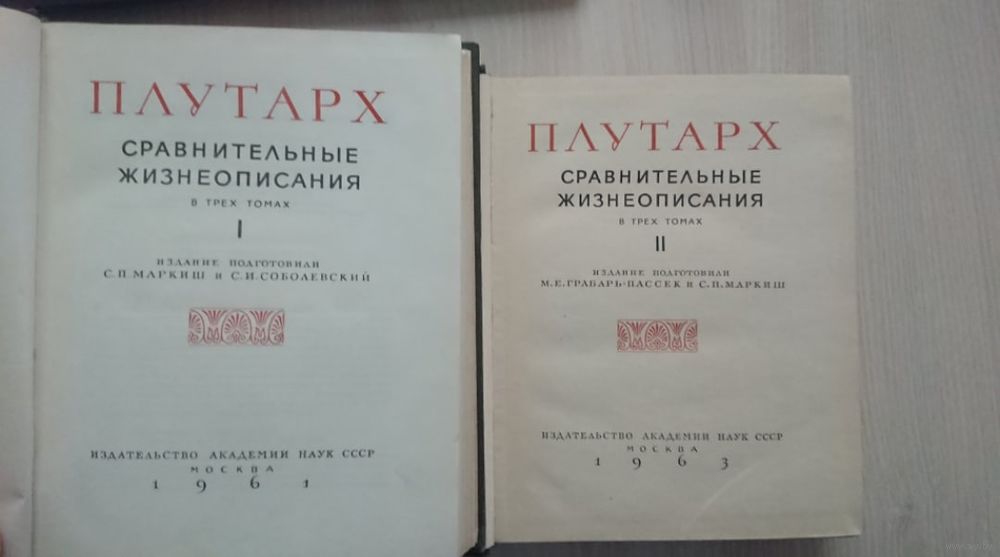 ПЛУТАРХ
СРАВНИТЕЛЬНЫЕ
ЖИЗНЕОПИСАНИЯ
В ТРЕХ ТОМАХ
I
ИЗДАНИЕ ПОДГОТОВИЛИ
С.П.МАРКИШ И С.И.СОБОЛЕВСКИЙ
ИЗДАТЕЛЬСТВО АКАДЕМИИ НАУК СССР
МОСКВА
1961
ПЛУТАРХ
СРАВНИТЕЛЬНЫЕ
ЖИЗНЕОПИСАНИЯ
В ТРЕХ ТОМАХ
II
ИЗДАНИЕ ПОДГОТОВИЛИ
М.Е.ГРАБАРЬ-ПАССЕК И С.П.МАРКИШ
ИЗДАТЕЛЬСТВО АКАДЕМИИ НАУК СССР
МОСКВА
1963